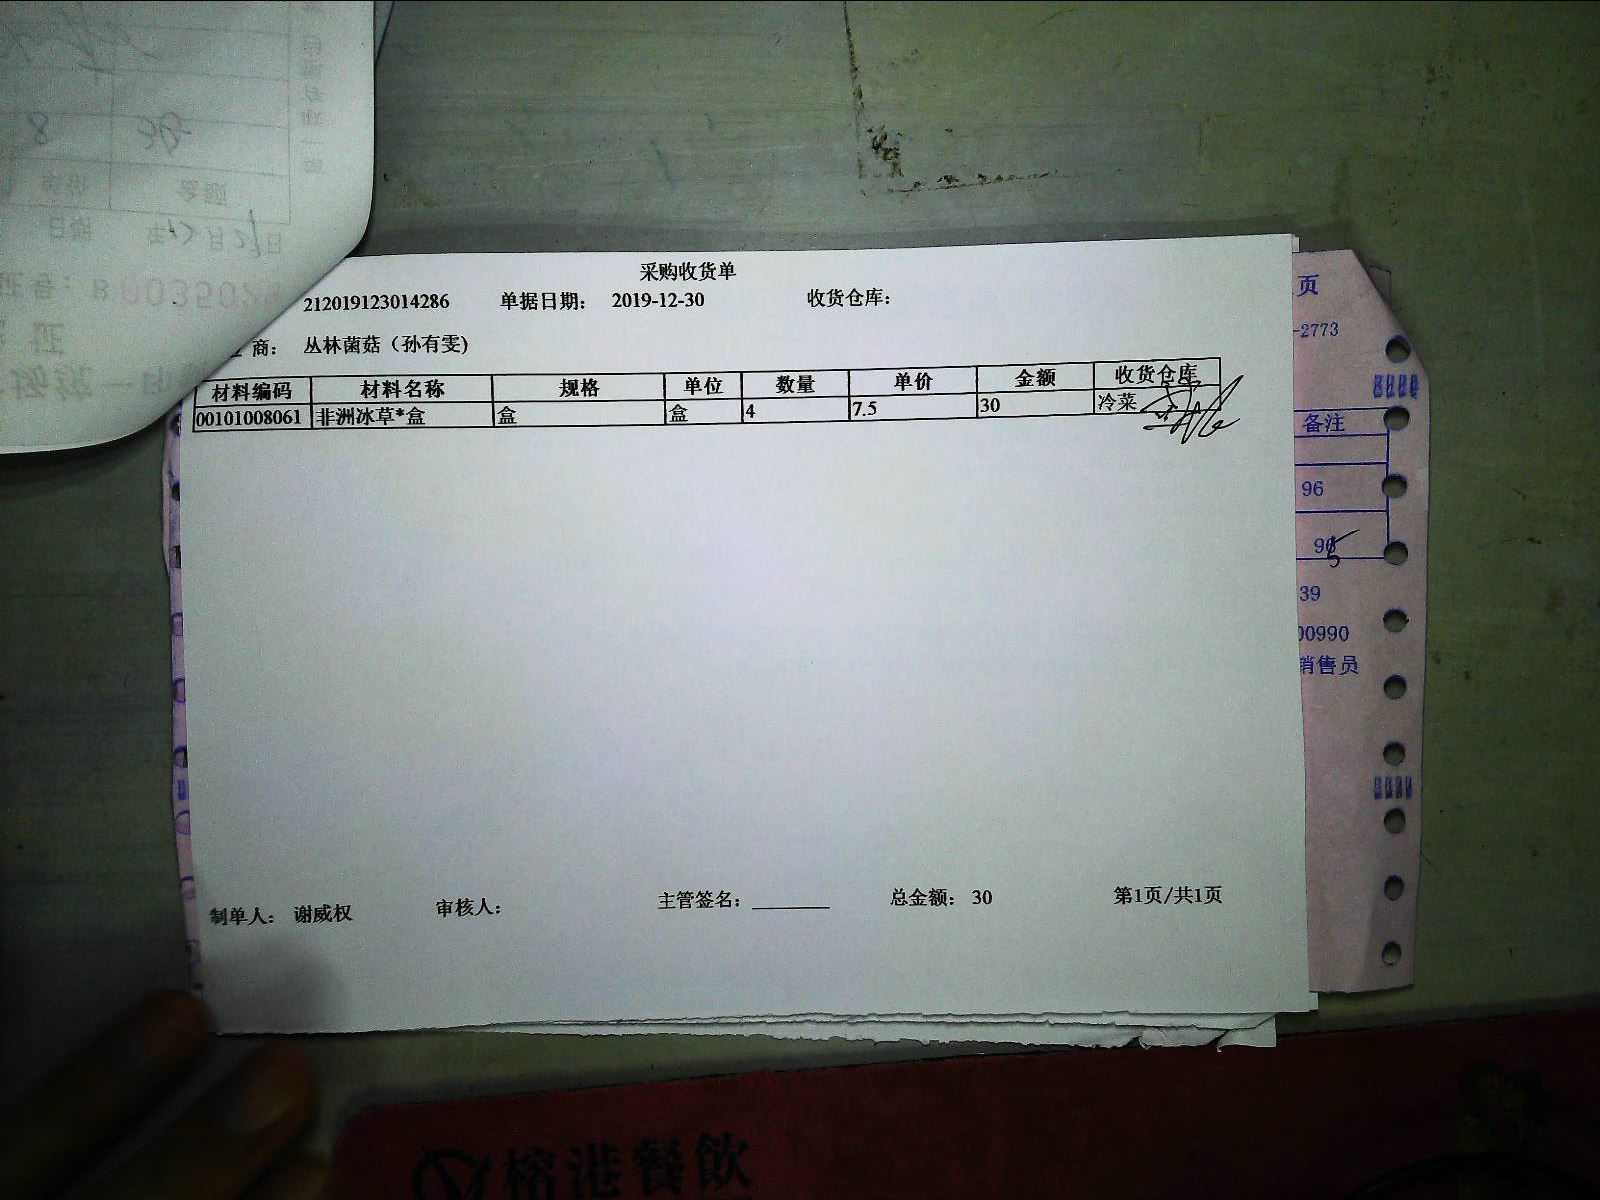 采购收货单
212019123014286 单据日期: 2019-12-30 收货仓库:
商: 丛林菌菇（孙有雯）
材料编码 材料名称 规格 单位 数量 单价 金额 收货仓库
00101008061 非洲冰草*盒 盒 盒 4 7.5 30 冷菜
制单人: 谢威权 审核人: 主管签名: ________ 总金额: 30 第1页/共1页
页
-2773
备注
96
39
00990
销售员
榕港餐飲